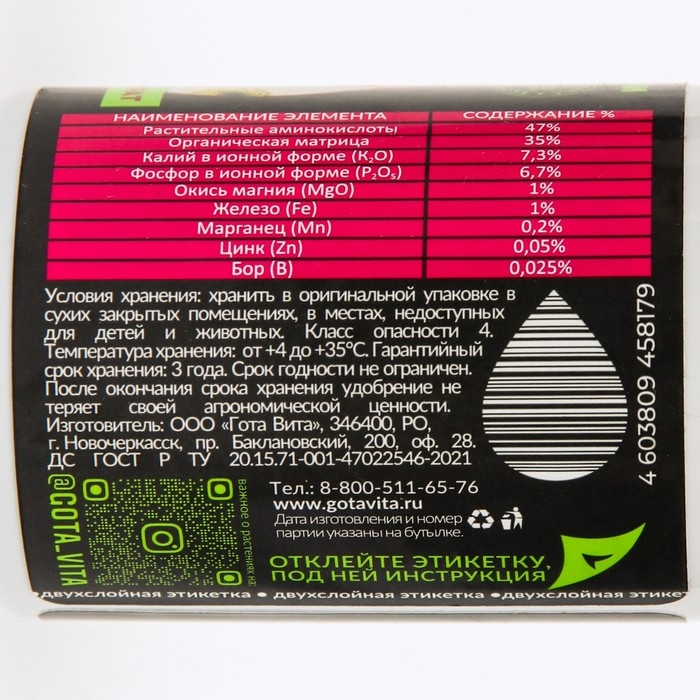 НАИМЕНОВАНИЕ ЭЛЕМЕНТА СОДЕРЖАНИЕ %
Растительные аминокислоты 47%
Органическая матрица 35%
Калий в ионной форме (K₂O) 7,3%
Фосфор в ионной форме (P₂O₅) 6,7%
Окись магния (MgO) 1%
Железо (Fe) 1%
Марганец (Mn) 0,2%
Цинк (Zn) 0,05%
Бор (B) 0,025%
Условия хранения: хранить в оригинальной упаковке в
сухих закрытых помещениях, в местах, недоступных
для детей и животных. Класс опасности 4.
Температура хранения: от +4 до +35°C. Гарантийный
срок хранения: 3 года. Срок годности не ограничен.
После окончания срока хранения удобрение не
теряет своей агрономической ценности.
Изготовитель: ООО «Гота Вита», 346400, РО,
г. Новочеркасск, пр. Баклановский, 200, оф. 28.
ДС ГОСТ Р ТУ 20.15.71-001-47022546-2021
4 603809 458179
@GOTA_VITA
важное о растениях
Тел.: 8-800-511-65-76
www.gotavita.ru
Дата изготовления и номер
партии указаны на бутылке.
ОТКЛЕЙТЕ ЭТИКЕТКУ,
ПОД НЕЙ ИНСТРУКЦИЯ
двухслойная этикетка • двухслойная этикетка • двухслойная этикет